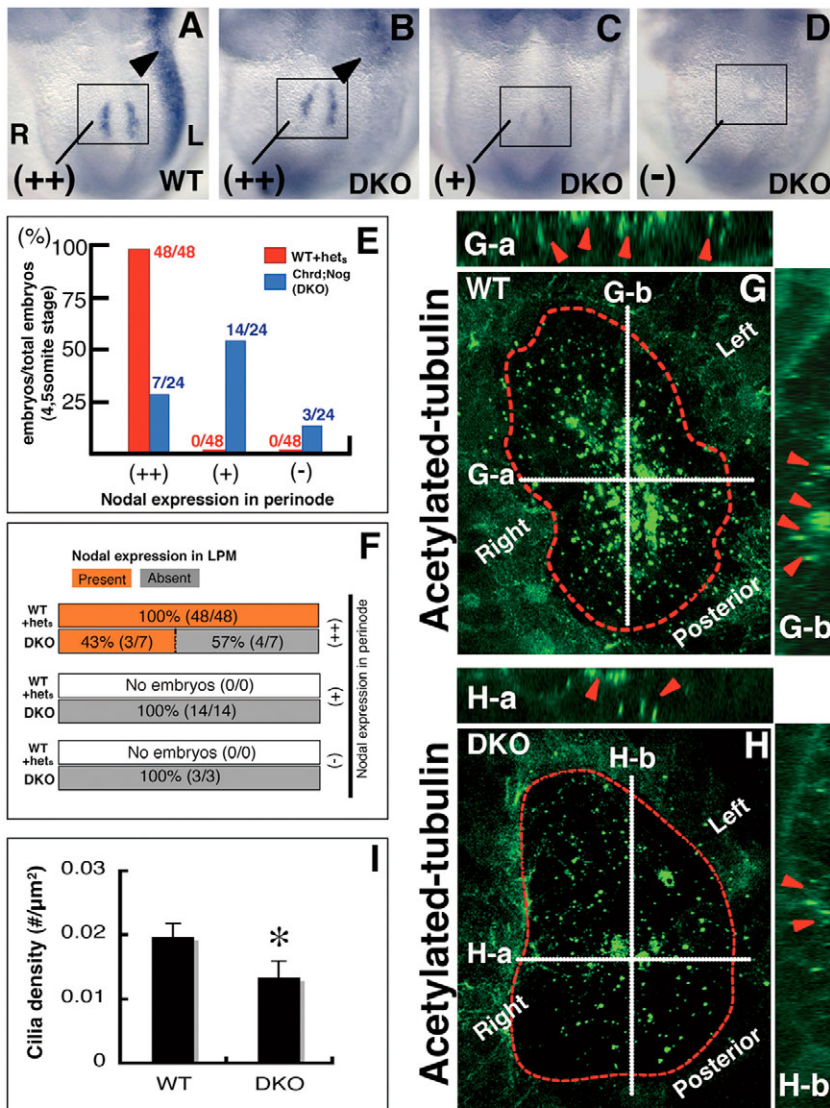 A
R
L
(++)
WT
B
(++)
DKO
C
(+)
DKO
D
(-)
DKO
E
(%)
100
75
50
25
embryos/total embryos
(4,5somite stage)
WT+hets
Chrd;Nog
(DKO)
48/48
7/24
0/48
14/24
0/48
3/24
(++)
(+)
(-)
Nodal expression in perinode
F
Nodal expression in LPM
Present
Absent
WT
+hets
100% (48/48)
DKO
43% (3/7)
57% (4/7)
(++)
WT
+hets
No embryos (0/0)
DKO
100% (14/14)
(+)
WT
+hets
No embryos (0/0)
DKO
100% (3/3)
(-)
Nodal expression in perinode
Acetylated-tubulin
G-a
WT
G-b
G
Left
G-a
Right
Posterior
G-b
Acetylated-tubulin
H-a
DKO
H-b
H
Left
H-a
Right
Posterior
H-b
I
Cilia density (#/µm²)
0.03
0.02
0.01
0
*
WT
DKO